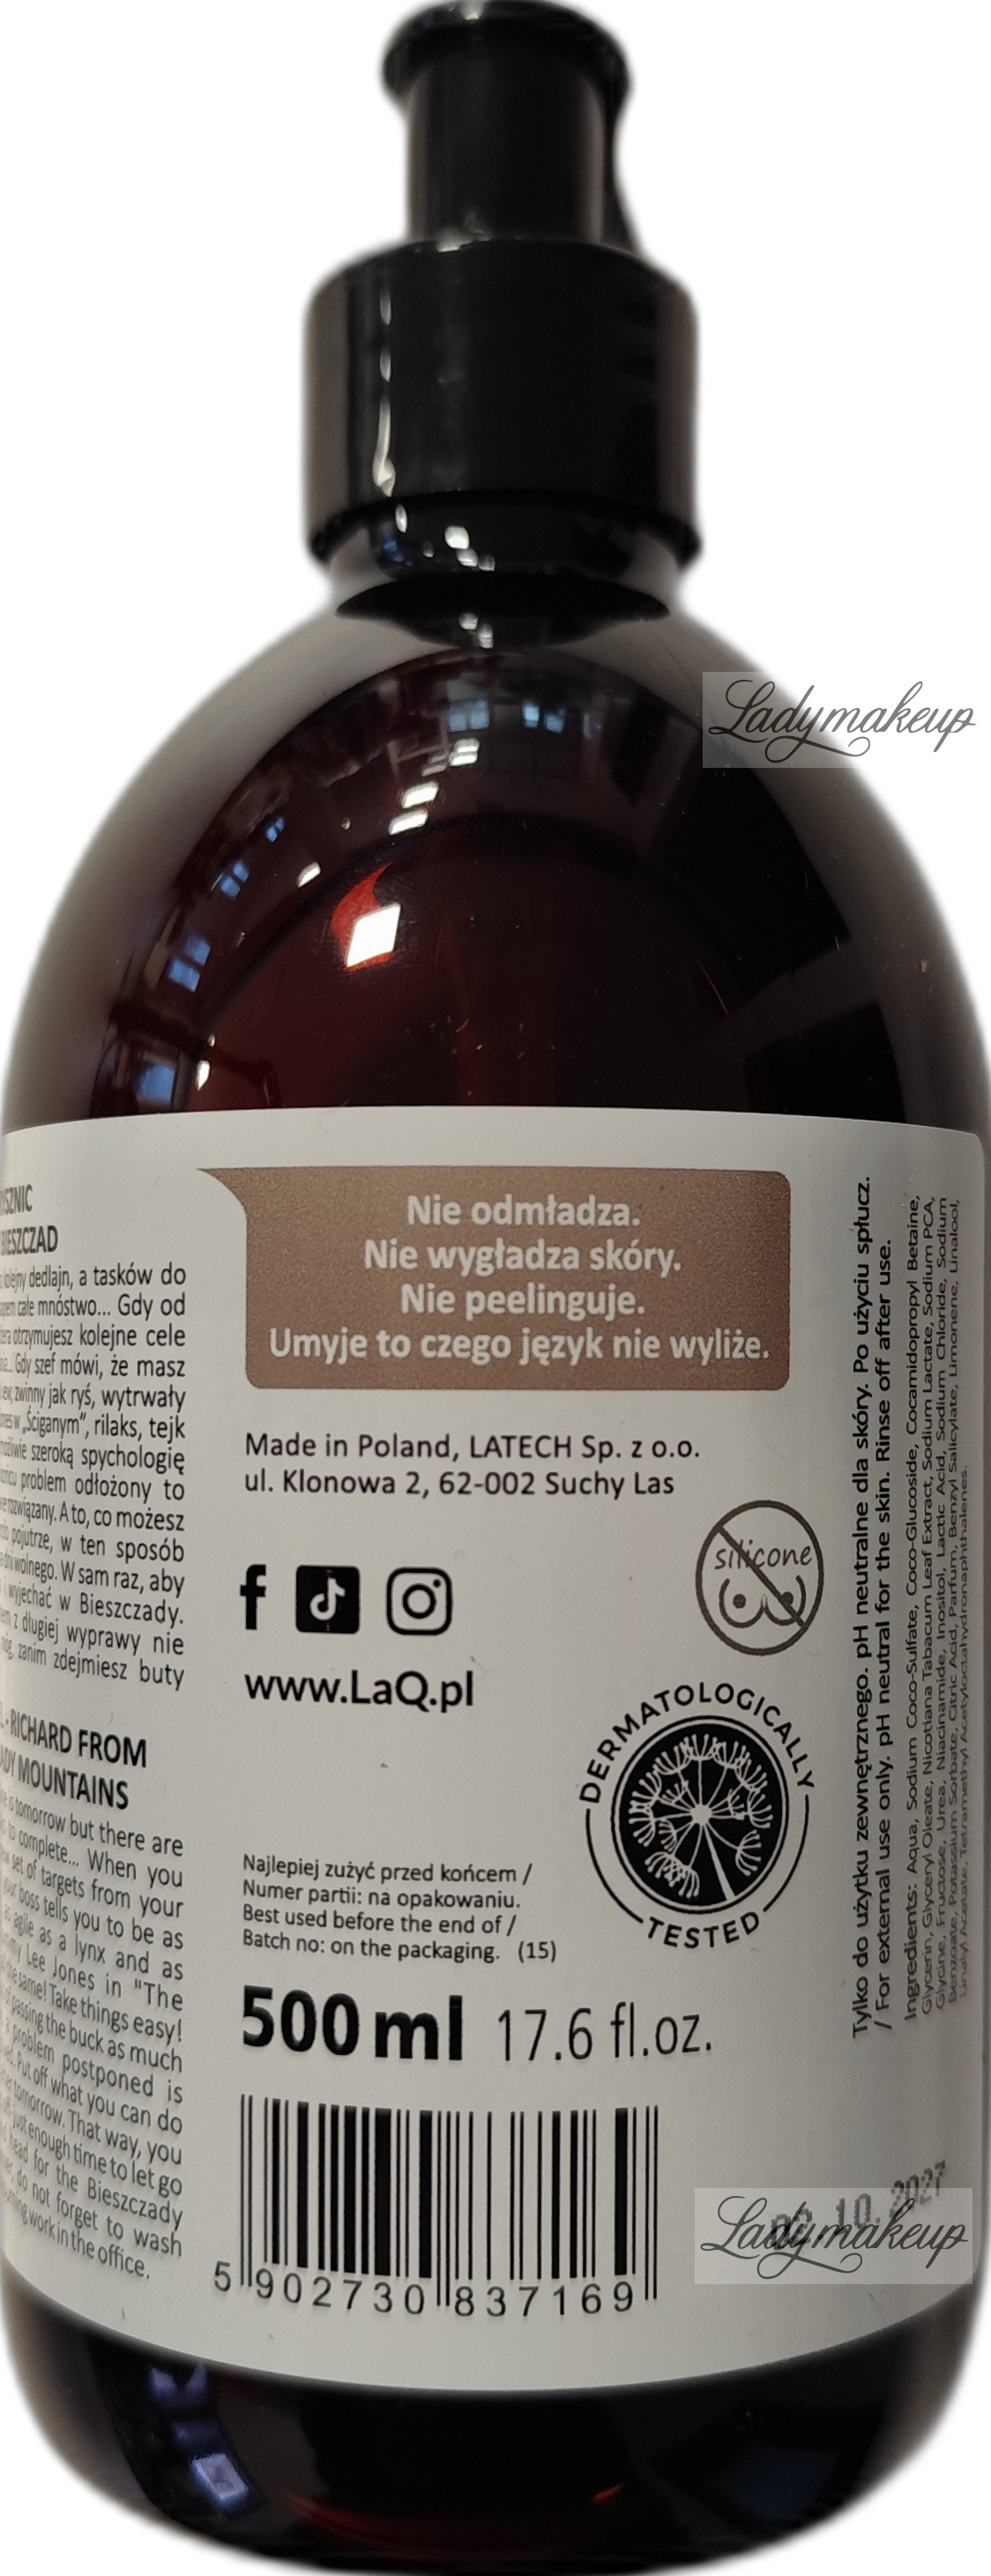 Ladymakeup
BIESZCZAD
kolejny dedlajn, a tasków do
całe mnóstwo... Gdy od
otrzymujesz kolejne cele
Gdy szef mówi, że masz
lew, zwinny jak ryś, wytrwały
w „Ściganym”, rilaks, tejk
szeroką spychologię
problem odłożony to
rozwiązany. A to, co możesz
pojutrze, w ten sposób
wolnego. W sam raz, aby
wyjechać w Bieszczady.
z długiej wyprawy nie
zanim zdejmiesz buty
- RICHARD FROM
MOUNTAINS
tomorrow but there are
to complete... When you
set of targets from your
your boss tells you to be as
agile as a lynx and as
Lee Jones in "The
same! Take things easy!
passing the buck as much
problem postponed is
Put off what you can do
tomorrow. That way, you
just enough time to let go
head for the Bieszczady
do not forget to wash
work in the office.
Nie odmładza.
Nie wygładza skóry.
Nie peelinguje.
Umyje to czego język nie wyliże.
Made in Poland, LATECH Sp. z o.o.
ul. Klonowa 2, 62-002 Suchy Las
silicone
www.LaQ.pl
DERMATOLOGICALLY
TESTED
Najlepiej zużyć przed końcem /
Numer partii: na opakowaniu.
Best used before the end of /
Batch no: on the packaging. (15)
500 ml 17.6 fl.oz.
5 902730 837169
Tylko do użytku zewnętrznego. pH neutralne dla skóry. Po użyciu spłucz.
/ For external use only. pH neutral for the skin. Rinse off after use.
Ingredients: Aqua, Sodium Coco-Sulfate, Coco-Glucoside, Cocamidopropyl Betaine,
Glycerin, Glyceryl Oleate, Nicotiana Tabacum Leaf Extract, Sodium Lactate, Sodium PCA,
Glycine, Fructose, Urea, Niacinamide, Inositol, Lactic Acid, Sodium Chloride, Sodium
Benzoate, Potassium Sorbate, Citric Acid, Parfum, Benzyl Salicylate, Limonene, Linalool,
Linalyl Acetate, Tetramethyl Acetyloctahydronaphthalenes.
10.2027
Ladymakeup